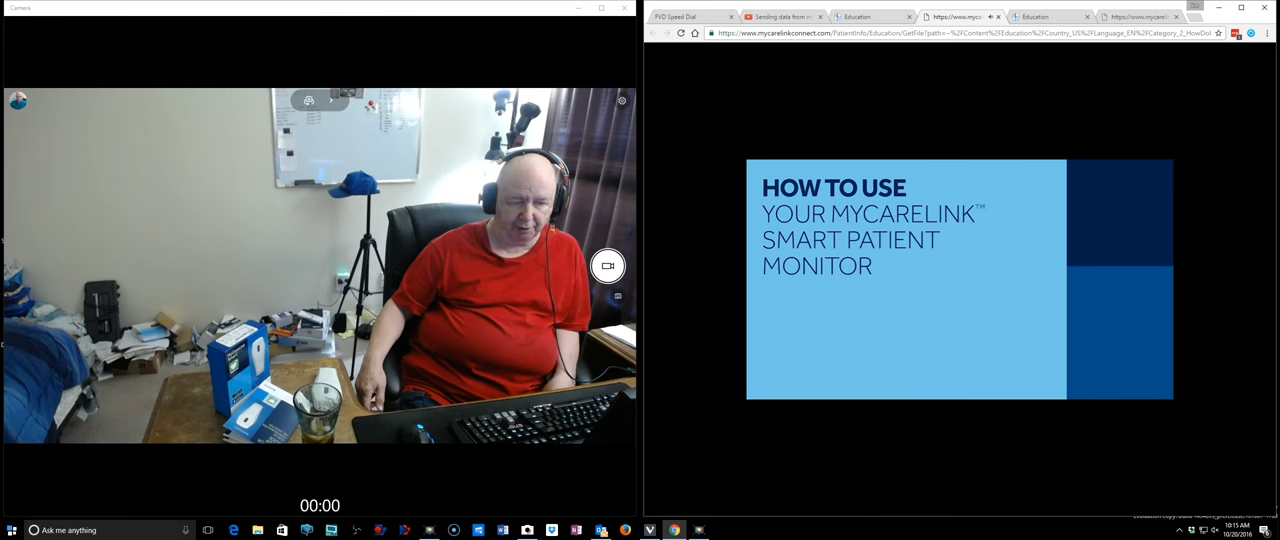 Camera
00:00
FVD Speed Dial
Sending data from m
Education
https://www.myca
Education
https://www.mycareli
https://www.mycarelinkconnect.com/PatientInfo/Education/GetFile?path=~%2FContent%2FEducation%2FCountry_US%2FLanguage_EN%2FCategory_2_HowDoI
HOW TO USE
YOUR MYCARELINK™
SMART PATIENT
MONITOR
Ask me anything
10:15 AM
10/20/2016